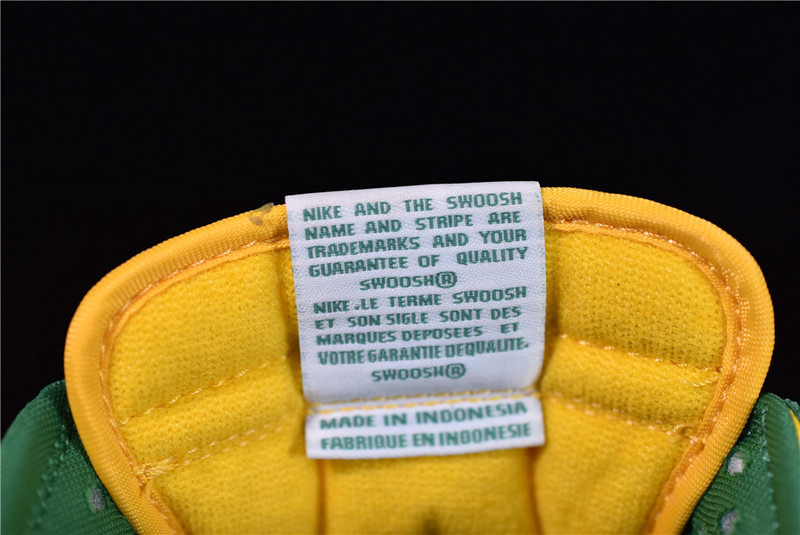 NIKE AND THE SWOOSH
NAME AND STRIPE ARE
TRADEMARKS AND YOUR
GUARANTEE OF QUALITY
SWOOSH®
NIKE.LE TERME SWOOSH
ET SON SIGLE SONT DES
MARQUES DEPOSEES ET
VOTRE GARANTIE DEQUALITE.
SWOOSH®
MADE IN INDONESIA
FABRIQUE EN INDONESIE